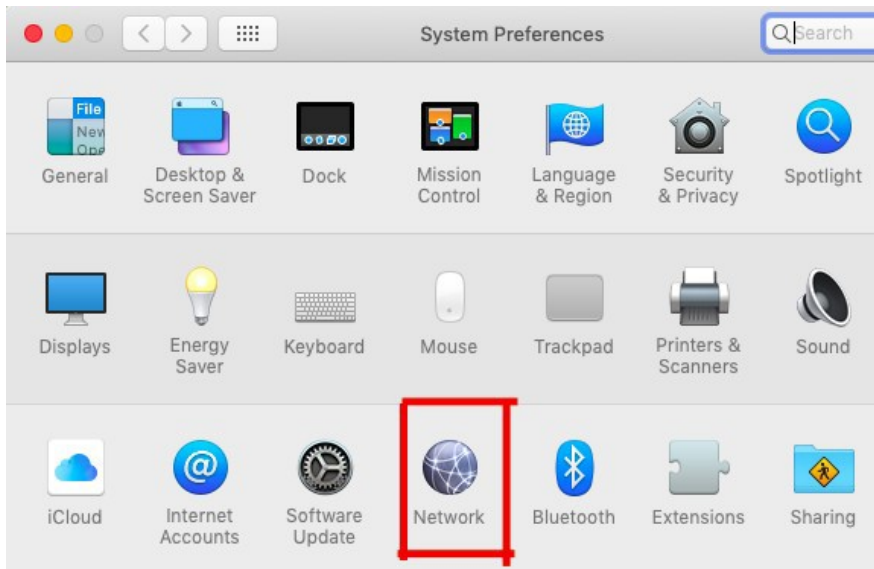 System Preferences
Search
File
New
Ope
General
Desktop &
Screen Saver
Dock
Mission
Control
Language
& Region
Security
& Privacy
Spotlight
Displays
Energy
Saver
Keyboard
Mouse
Trackpad
Printers &
Scanners
Sound
iCloud
@
Internet
Accounts
Software
Update
Network
Bluetooth
Extensions
Sharing